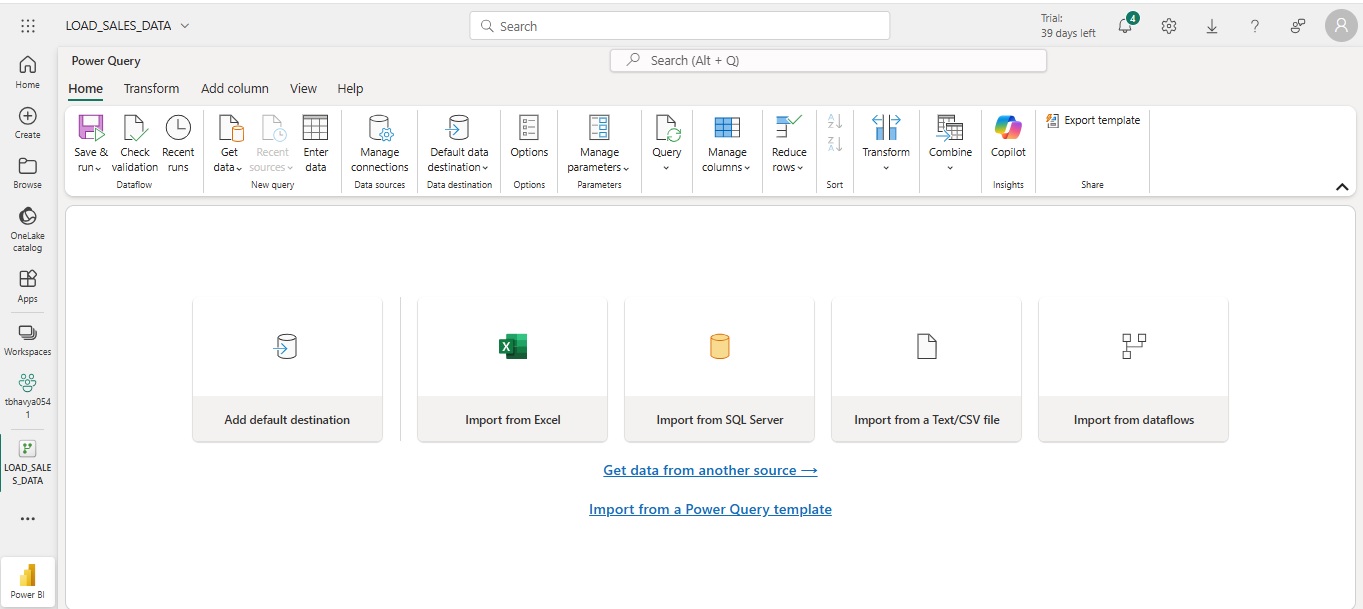 LOAD_SALES_DATA
Search
Trial:
39 days left
4
Power Query
Search (Alt + Q)
Home
Transform
Add column
View
Help
Save &
run
Check
validation
Recent
runs
Dataflow
Get
data
Recent
sources
Enter
data
New query
Manage
connections
Data sources
Default data
destination
Data destination
Options
Options
Manage
parameters
Parameters
Query
Manage
columns
Reduce
rows
A
Z
Z
A
Sort
Transform
Combine
Copilot
Insights
Export template
Share
Home
Create
Browse
OneLake
catalog
Apps
Workspaces
tbhavya054
1
LOAD_SALE
S_DATA
Power BI
Add default destination
X
Import from Excel
Import from SQL Server
Import from a Text/CSV file
Import from dataflows
Get data from another source →
Import from a Power Query template